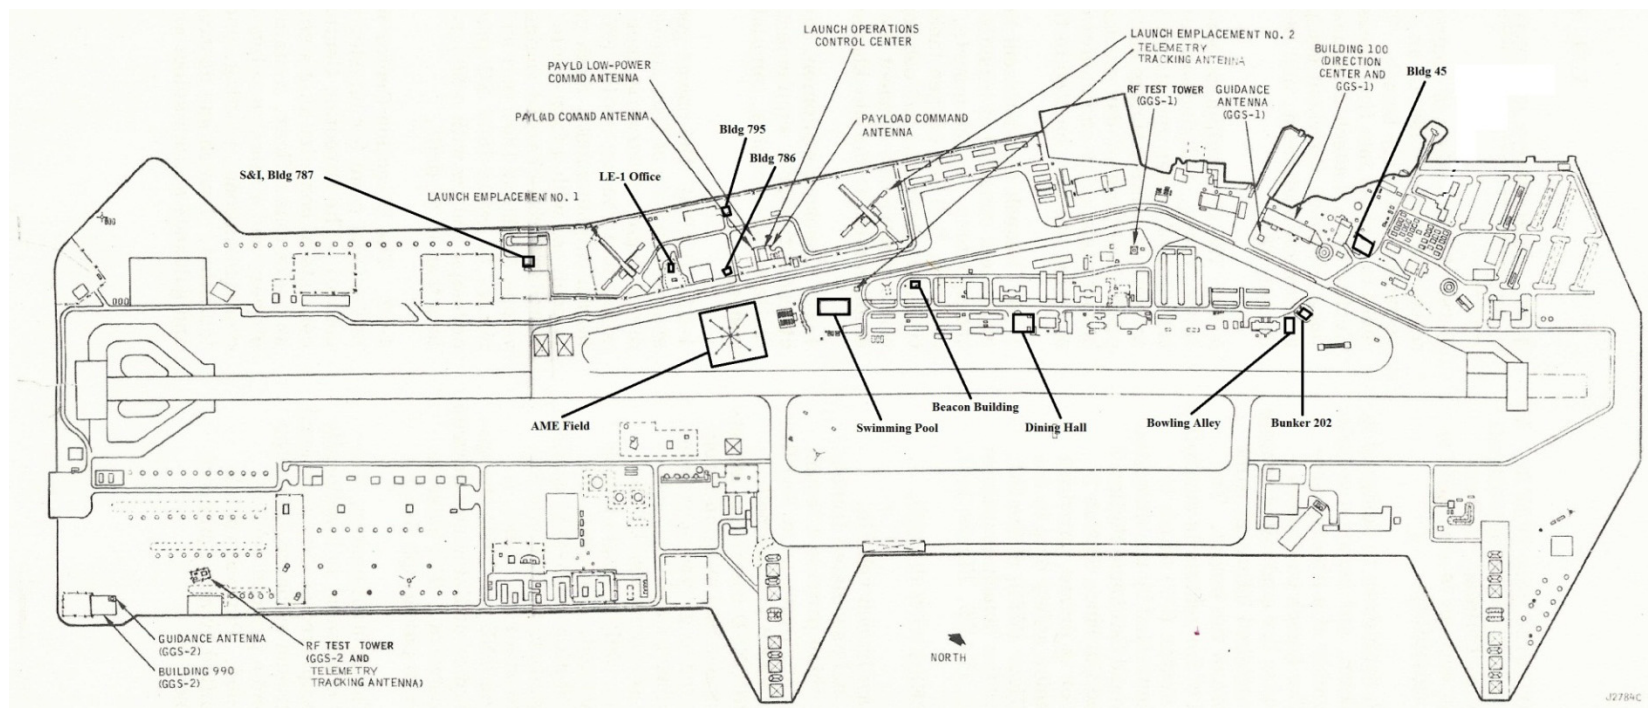 LAUNCH OPERATIONS
CONTROL CENTER
LAUNCH EMPLACEMENT NO. 2
TELEMETRY
TRACKING ANTENNA
BUILDING 100
(DIRECTION
CENTER AND
GGS-1)
Bldg 45
PAYLD LOW-POWER
COMMD ANTENNA
RF TEST TOWER
(GGS-1)
GUIDANCE
ANTENNA
(GGS-1)
PAYLOAD COMAND ANTENNA
PAYLOAD COMMAND
ANTENNA
Bldg 795
Bldg 786
S&I, Bldg 787
LE-1 Office
LAUNCH EMPLACEMENT NO. 1
AME Field
Swimming Pool
Beacon Building
Dining Hall
Bowling Alley
Bunker 202
GUIDANCE ANTENNA
(GGS-2)
BUILDING 990
(GGS-2)
RF TEST TOWER
(GGS-2 AND
TELEMETRY
TRACKING ANTENNA)
NORTH
J2784C